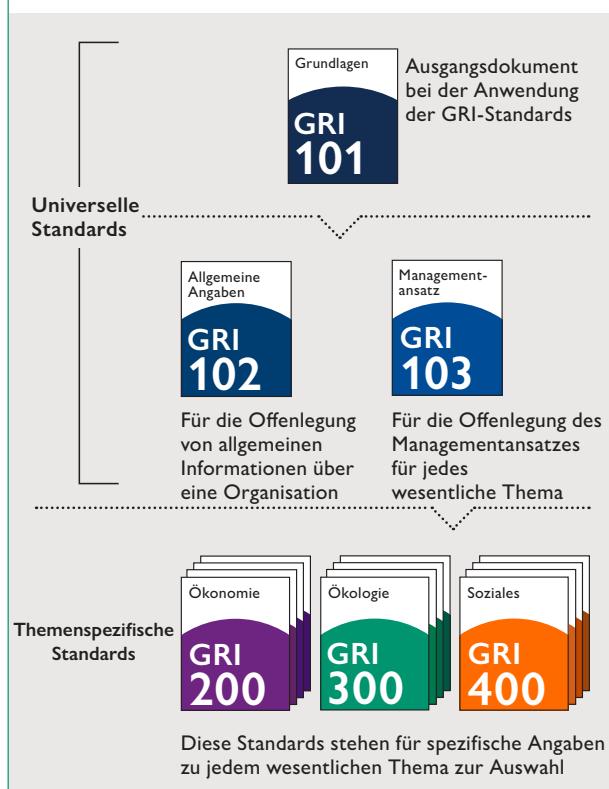 Grundlagen
GRI
101
Ausgangsdokument
bei der Anwendung
der GRI-Standards
Universelle
Standards
Allgemeine
Angaben
GRI
102
Für die Offenlegung
von allgemeinen
Informationen über
eine Organisation
Management-
ansatz
GRI
103
Für die Offenlegung des
Managementansatzes
für jedes
wesentliche Thema
Themenspezifische
Standards
Ökonomie
GRI
200
Ökologie
GRI
300
Soziales
GRI
400
Diese Standards stehen für spezifische Angaben
zu jedem wesentlichen Thema zur Auswahl